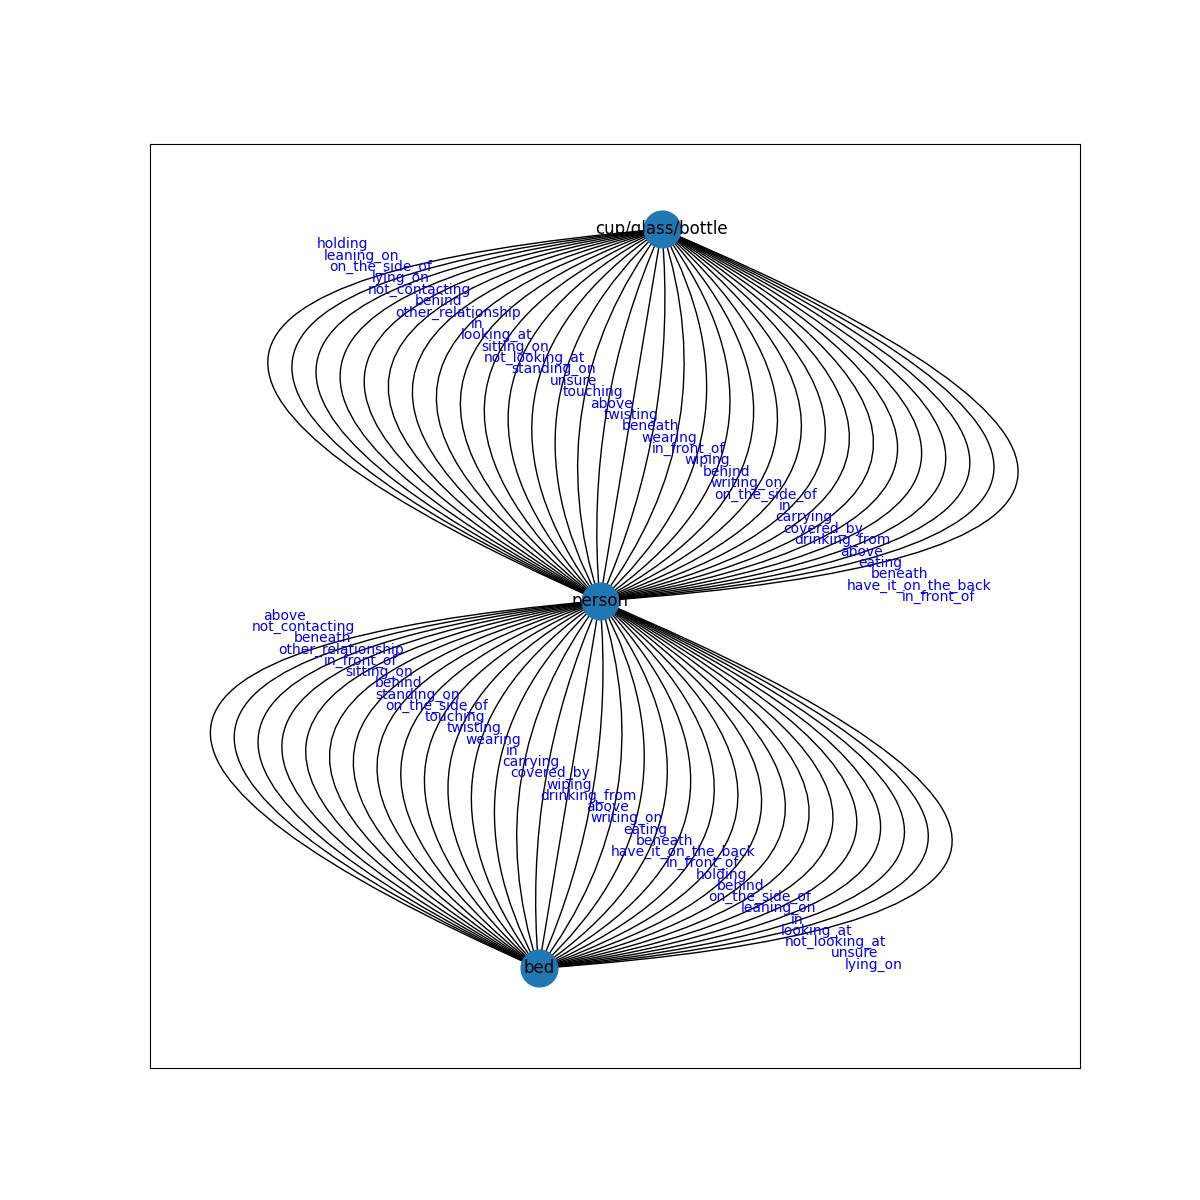 cup/glass/bottle
holding
leaning_on
on_the_side_of
lying_on
not_contacting
behind
other_relationship
in
looking_at
sitting_on
not_looking_at
standing_on
unsure
touching
above
twisting
beneath
wearing
in_front_of
wiping
behind
writing_on
on_the_side_of
in
carrying
covered_by
drinking_from
above
eating
beneath
have_it_on_the_back
in_front_of
person
above
not_contacting
beneath
other_relationship
in_front_of
sitting_on
behind
standing_on
on_the_side_of
touching
twisting
wearing
in
carrying
covered_by
wiping
drinking_from
above
writing_on
eating
beneath
have_it_on_the_back
in_front_of
holding
behind
on_the_side_of
leaning_on
in
looking_at
not_looking_at
unsure
lying_on
bed